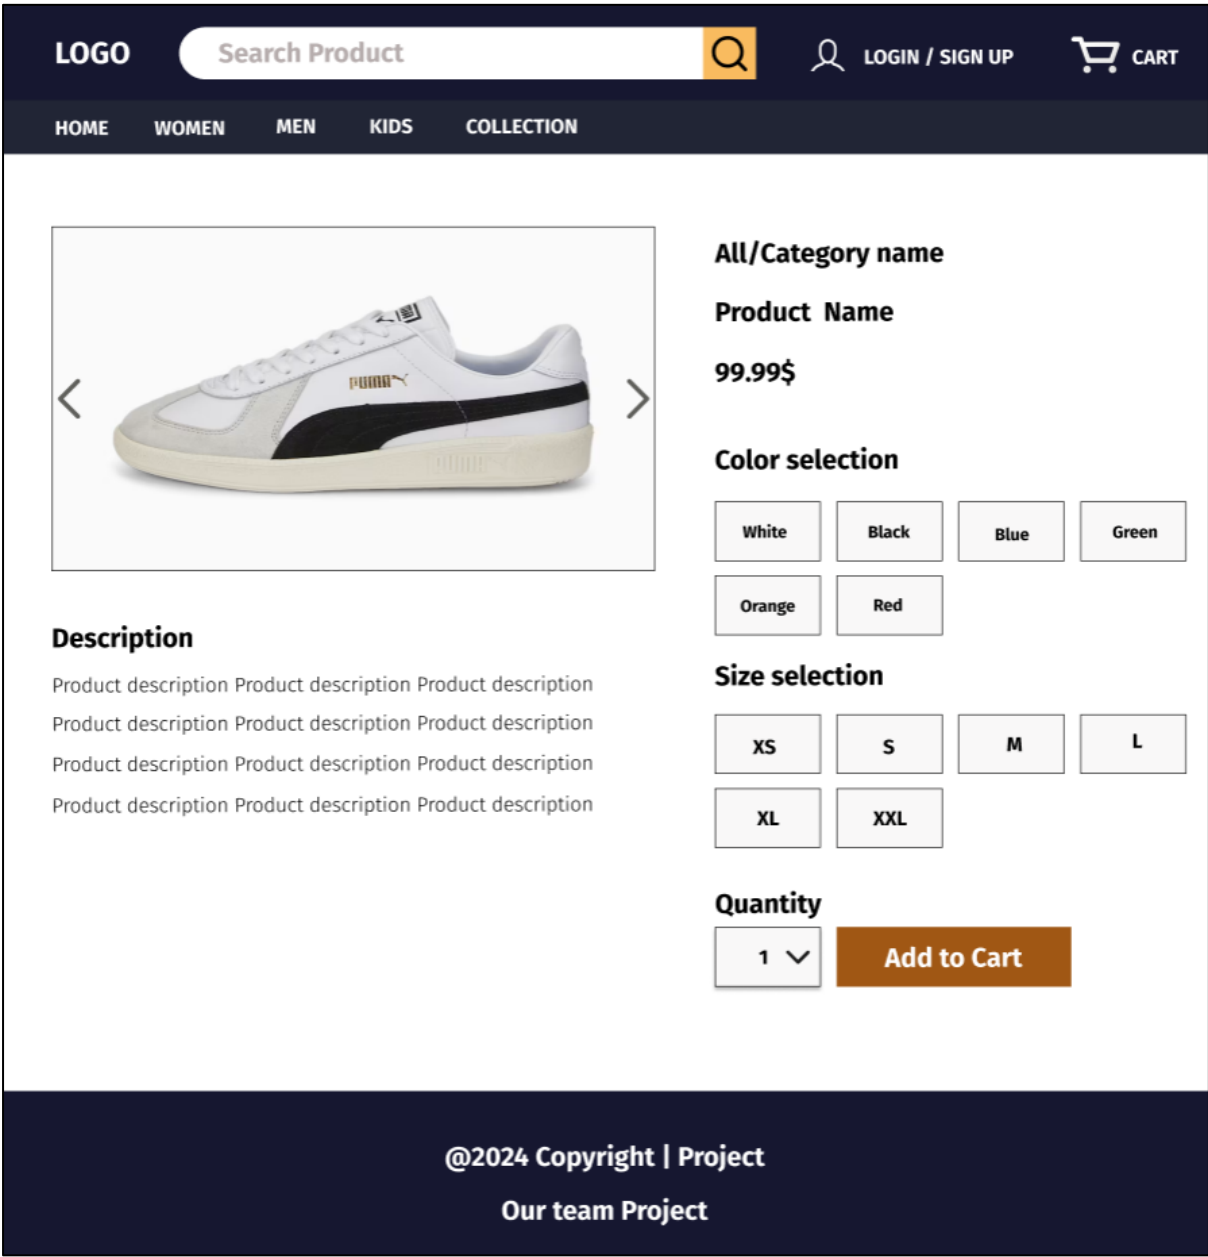 LOGO
Search Product
LOGIN / SIGN UP
CART
HOME WOMEN MEN KIDS COLLECTION
PUMA
PUMA
All/Category name
Product Name
99.99$
Color selection
White Black Blue Green
Orange Red
Description
Product description Product description Product description
Product description Product description Product description
Product description Product description Product description
Product description Product description Product description
Size selection
XS S M L
XL XXL
Quantity
1
Add to Cart
@2024 Copyright | Project
Our team Project